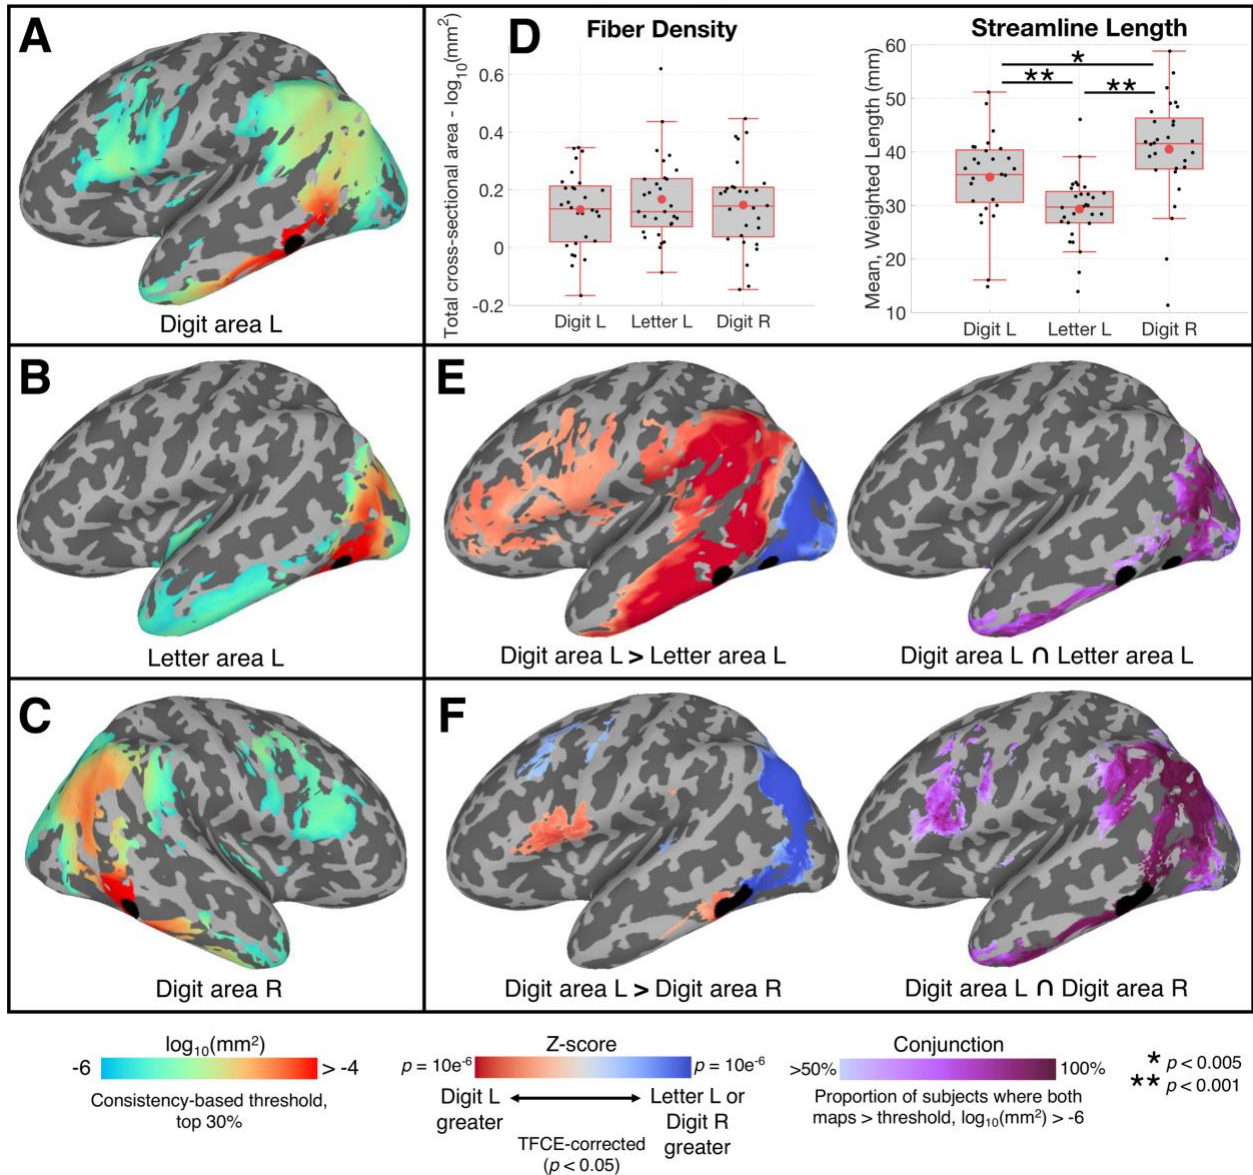 A
Digit area L
B
Letter area L
C
Digit area R
D
Fiber Density
Total cross-sectional area - log10(mm2)
0.6
0.4
0.2
0
-0.2
Digit L Letter L Digit R
Streamline Length
Mean, Weighted Length (mm)
60
50
40
30
20
10
*
** **
Digit L Letter L Digit R
E
Digit area L > Letter area L
Digit area L ∩ Letter area L
F
Digit area L > Digit area R
Digit area L ∩ Digit area R
log10(mm2)
-6 > -4
Consistency-based threshold,
top 30%
Z-score
p = 10e-6 p = 10e-6
Digit L
greater
Letter L or
Digit R
greater
TFCE-corrected
(p < 0.05)
Conjunction
>50% 100%
Proportion of subjects where both
maps > threshold, log10(mm2) > -6
* p < 0.005
** p < 0.001